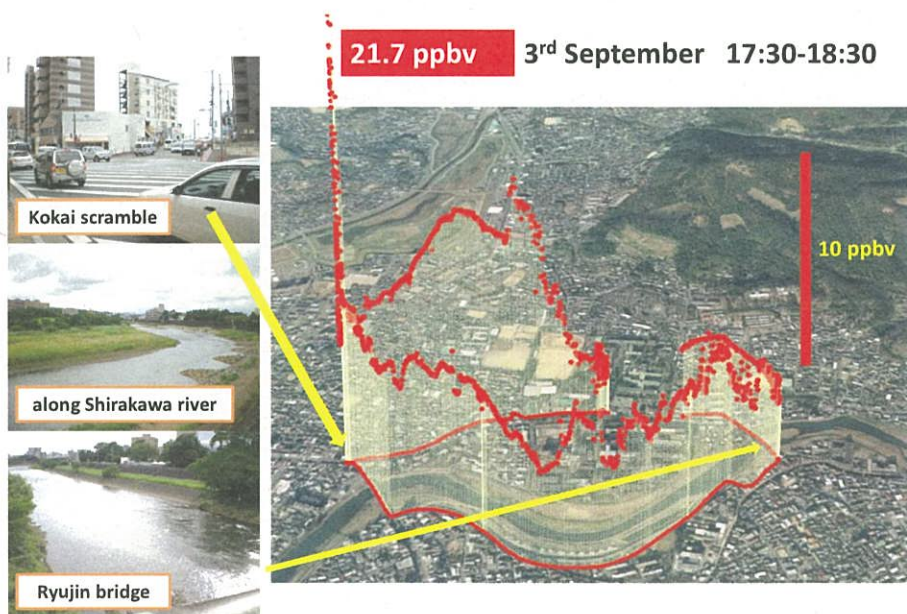 21.7 ppbv
3rd September 17:30-18:30
Kokai scramble
10 ppbv
along Shirakawa river
Ryujin bridge